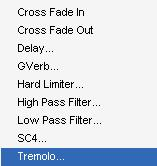 Cross Fade In
Cross Fade Out
Delay...
GVerb...
Hard Limiter...
High Pass Filter...
Low Pass Filter...
SC4...
Tremolo...